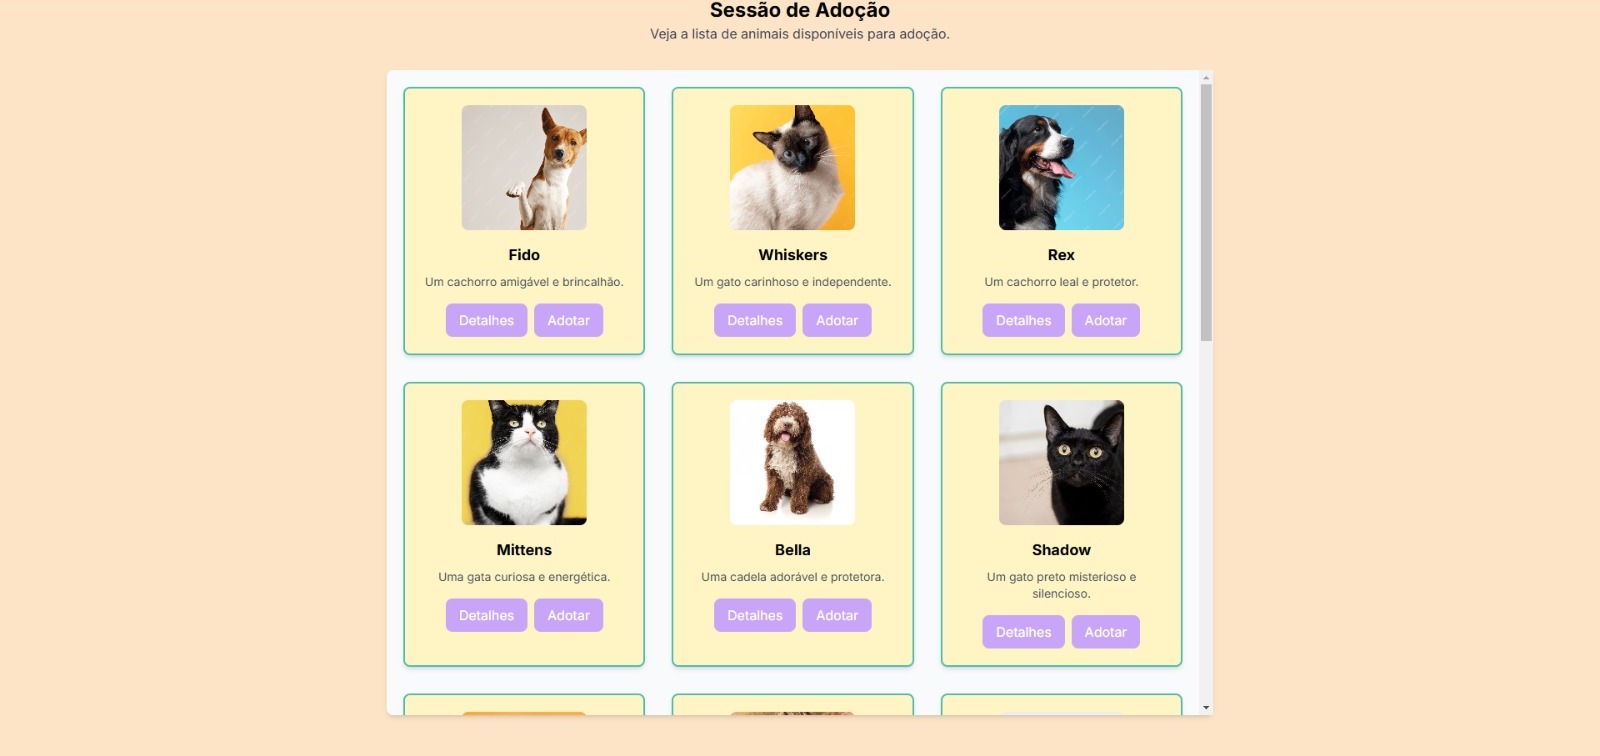 Sessão de Adoção
Veja a lista de animais disponíveis para adoção.
Fido
Um cachorro amigável e brincalhão.
Detalhes
Adotar
Whiskers
Um gato carinhoso e independente.
Detalhes
Adotar
Rex
Um cachorro leal e protetor.
Detalhes
Adotar
Mittens
Uma gata curiosa e energética.
Detalhes
Adotar
Bella
Uma cadela adorável e protetora.
Detalhes
Adotar
Shadow
Um gato preto misterioso e
silencioso.
Detalhes
Adotar